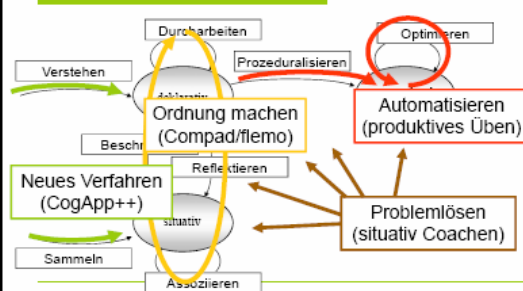 Durcharbeiten
Optimieren
Verstehen
Prozeduralisieren
Ordnung machen
(Compad/flemo)
Automatisieren
(produktives Üben)
Reflektieren
Neues Verfahren
(CogApp++)
situativ
Problemlösen
(situativ Coachen)
Sammeln
Assoziieren